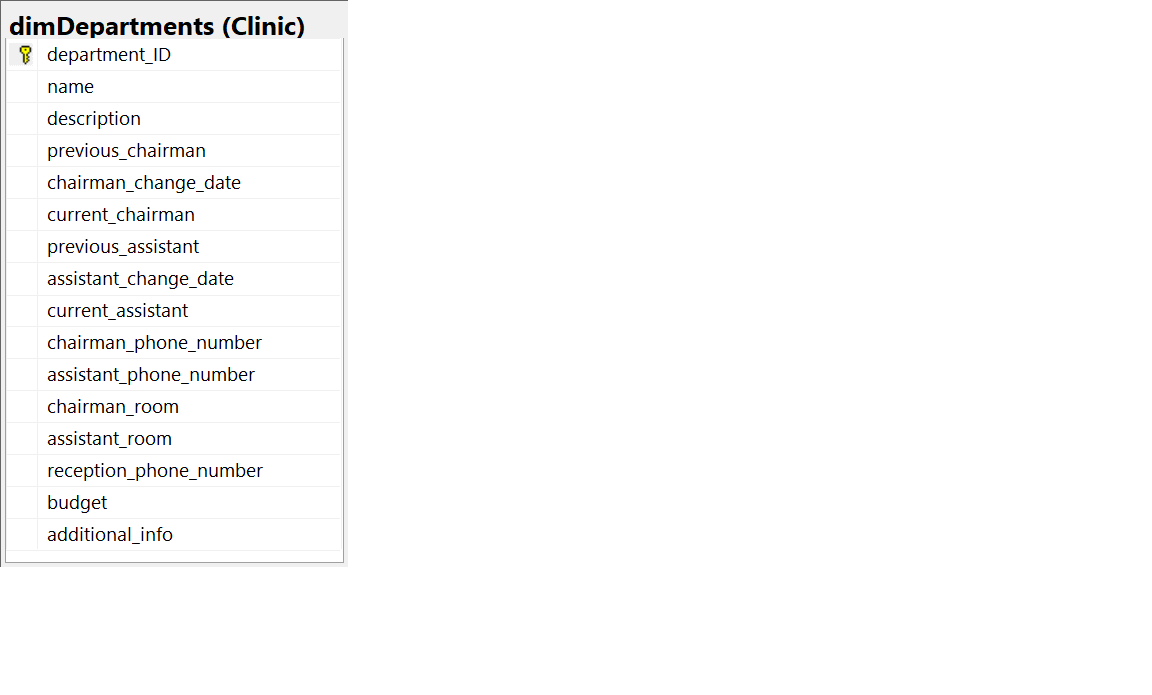 dimDepartments (Clinic)
department_ID
name
description
previous_chairman
chairman_change_date
current_chairman
previous_assistant
assistant_change_date
current_assistant
chairman_phone_number
assistant_phone_number
chairman_room
assistant_room
reception_phone_number
budget
additional_info